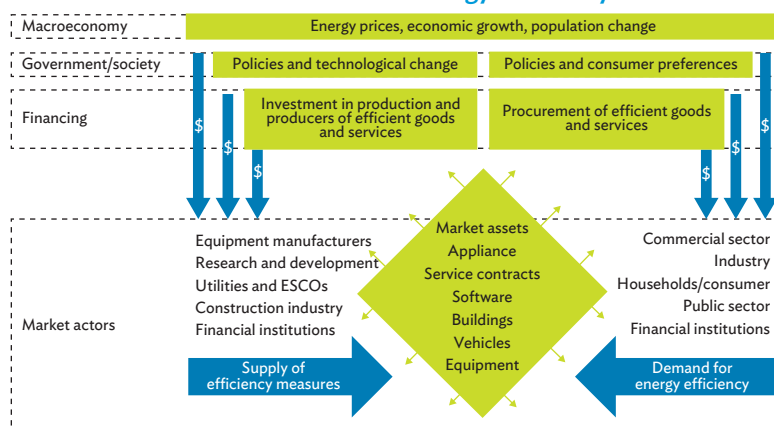 Macroeconomy
Energy prices, economic growth, population change
Government/society
Policies and technological change
Policies and consumer preferences
Financing
Investment in production and
producers of efficient goods
and services
Procurement of efficient goods
and services
$
$
$
$
$
$
Market actors
Equipment manufacturers
Research and development
Utilities and ESCOs
Construction industry
Financial institutions
Supply of
efficiency measures
Market assets
Appliance
Service contracts
Software
Buildings
Vehicles
Equipment
Commercial sector
Industry
Households/consumer
Public sector
Financial institutions
Demand for
energy efficiency